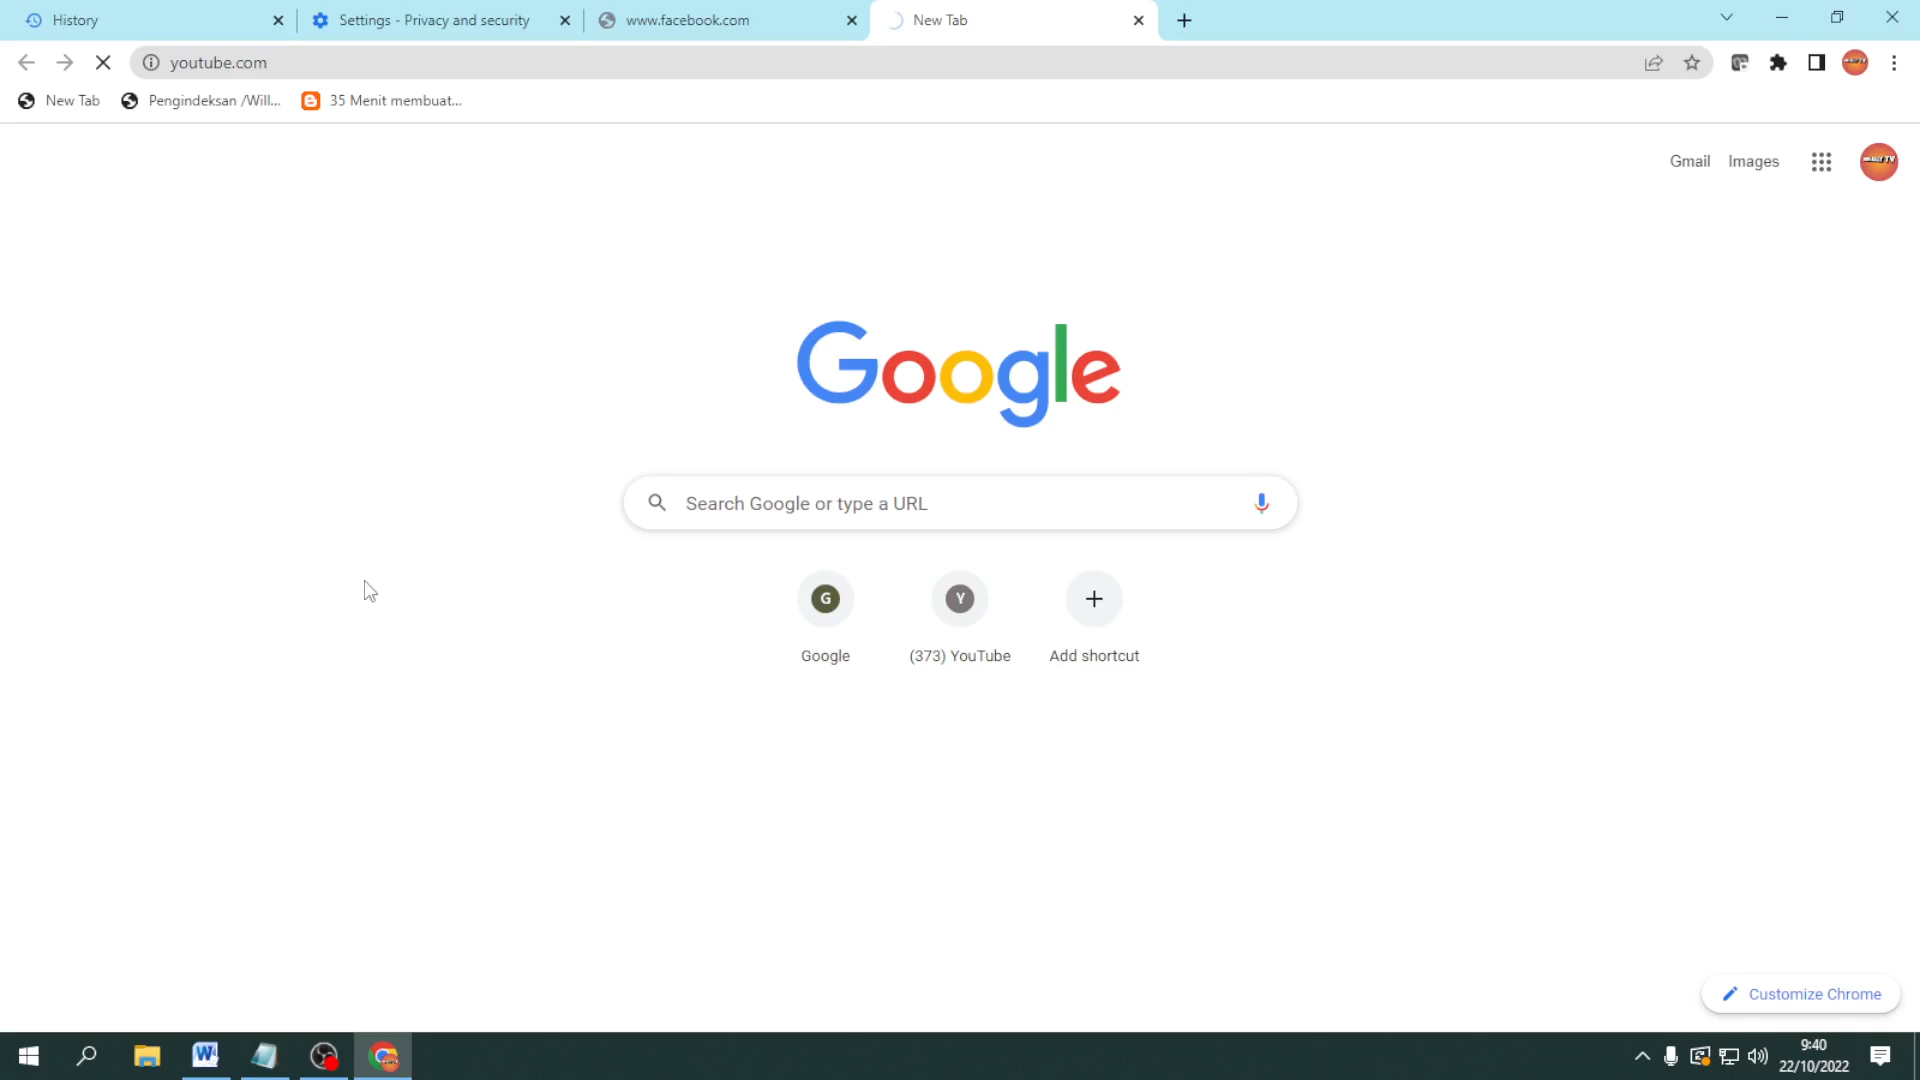 History
Settings - Privacy and security
www.facebook.com
New Tab
youtube.com
New Tab
Pengindeksan /Will...
35 Menit membuat...
Gmail
Images
Google
Search Google or type a URL
G
Y
Google
(373) YouTube
Add shortcut
Customize Chrome
9:40
22/10/2022